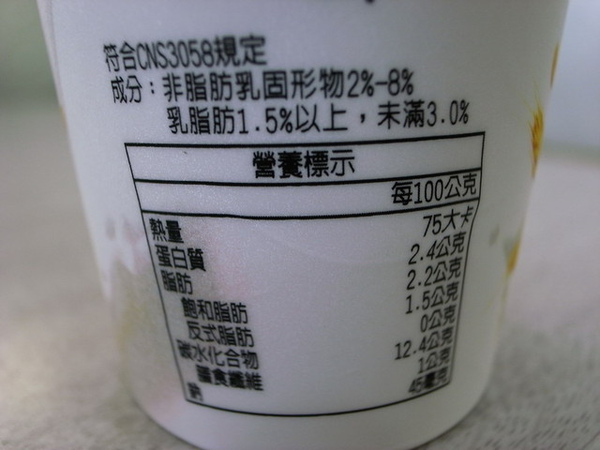 符合CNS3058規定
成分：非脂肪乳固形物2%-8%
乳脂肪1.5%以上，未滿3.0%
營養標示
每100公克
熱量 75大卡
蛋白質 2.4公克
脂肪 2.2公克
飽和脂肪 1.5公克
反式脂肪 0公克
碳水化合物 12.4公克
膳食纖維 1公克
鈉 45毫克